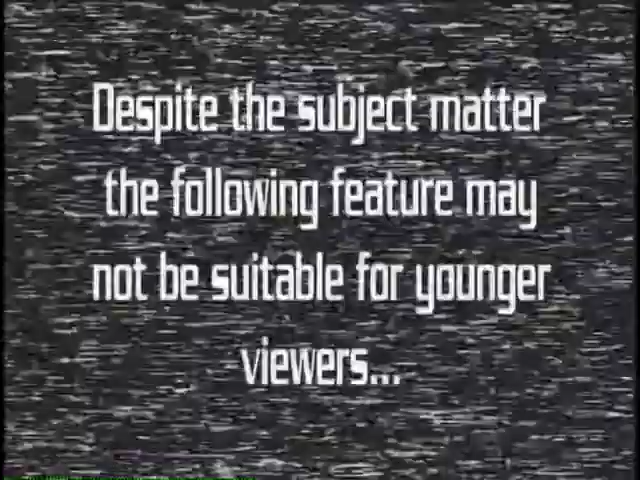 Despite the subject matter
the following feature may
not be suitable for younger
viewers...